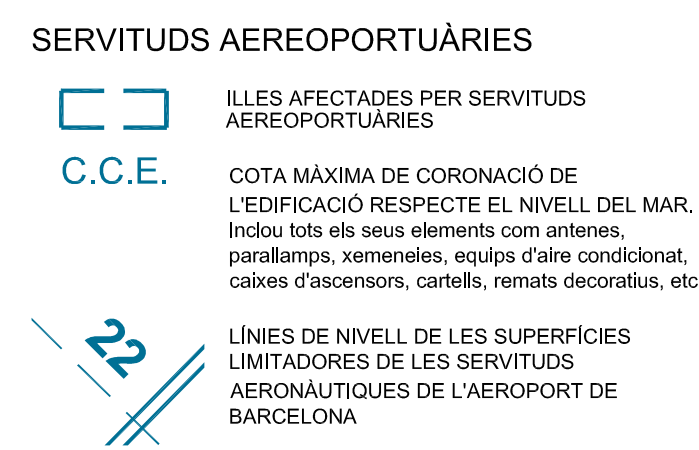 SERVITUDS AEREOPORTUÀRIES
ILLES AFECTADES PER SERVITUDS
AEREOPORTUÀRIES
C.C.E.
COTA MÀXIMA DE CORONACIÓ DE
L'EDIFICACIÓ RESPECTE EL NIVELL DEL MAR.
Inclou tots els seus elements com antenes,
parallamps, xemeneies, equips d'aire condicionat,
caixes d'ascensors, cartells, remats decoratius, etc
22
LÍNIES DE NIVELL DE LES SUPERFÍCIES
LIMITADORES DE LES SERVITUDS
AERONÀUTIQUES DE L'AEROPORT DE
BARCELONA